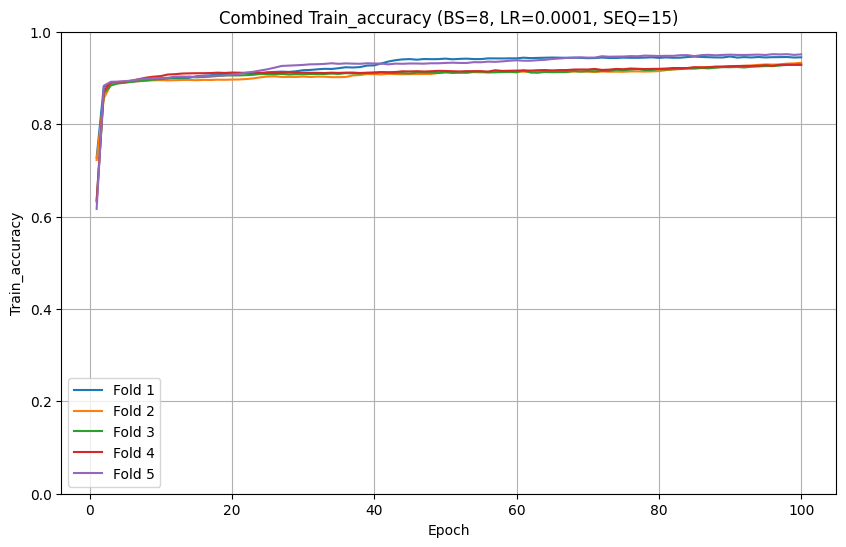 Combined Train_accuracy (BS=8, LR=0.0001, SEQ=15)
Train_accuracy
1.0
0.8
0.6
0.4
0.2
0.0
Fold 1
Fold 2
Fold 3
Fold 4
Fold 5
0
20
40
60
80
100
Epoch